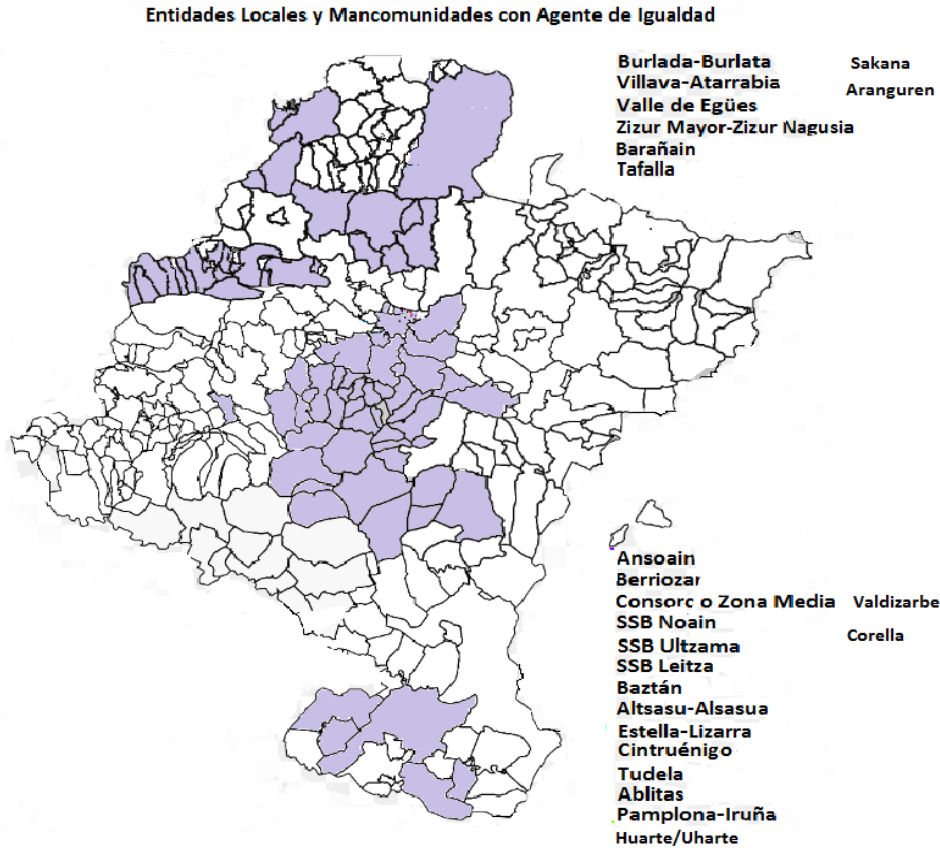 Entidades Locales y Mancomunidades con Agente de Igualdad
Burlada-Burlata
Sakana
Villava-Atarrabia
Aranguren
Valle de Egües
Zizur Mayor-Zizur Nagusia
Barañain
Tafalla
Ansoain
Berriozar
Consorc o Zona Media
Valdizarbe
SSB Noain
Corella
SSB Ultzama
SSB Leitza
Baztán
Altsasu-Alsasua
Estella-Lizarra
Cintruénigo
Tudela
Ablitas
Pamplona-Iruña
Huarte/Uharte